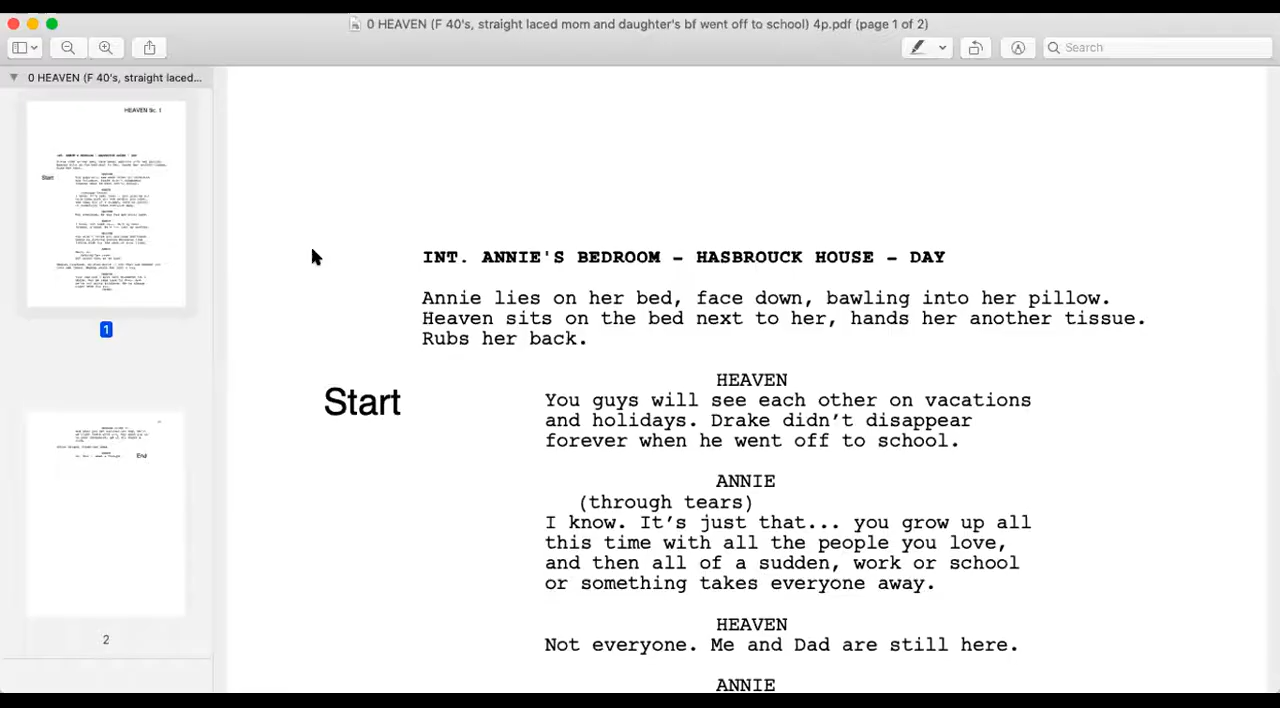 0 HEAVEN (F 40's, straight laced mom and daughter's bf went off to school) 4p.pdf (page 1 of 2)
Search
0 HEAVEN (F 40's, straight laced...
HEAVEN Sc. 1
Start
1
End
2
INT. ANNIE'S BEDROOM – HASBROUCK HOUSE – DAY
Annie lies on her bed, face down, bawling into her pillow.
Heaven sits on the bed next to her, hands her another tissue.
Rubs her back.
HEAVEN
Start
You guys will see each other on vacations
and holidays. Drake didn't disappear
forever when he went off to school.
ANNIE
(through tears)
I know. It's just that... you grow up all
this time with all the people you love,
and then all of a sudden, work or school
or something takes everyone away.
HEAVEN
Not everyone. Me and Dad are still here.
ANNIE